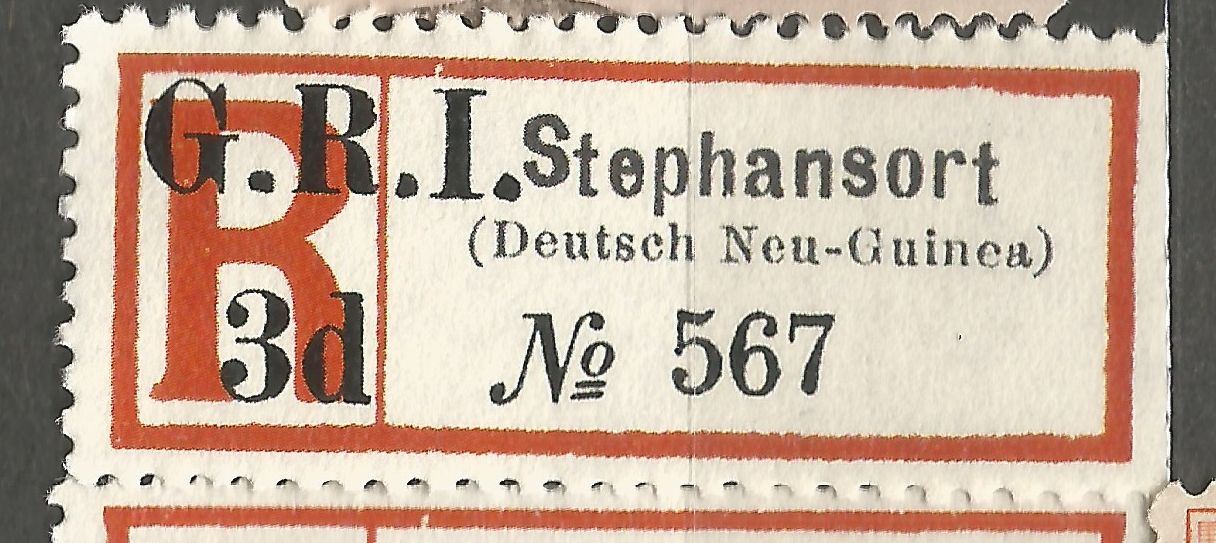 R
G.R.I.
3d
Stephansort
(Deutsch Neu-Guinea)
№ 567